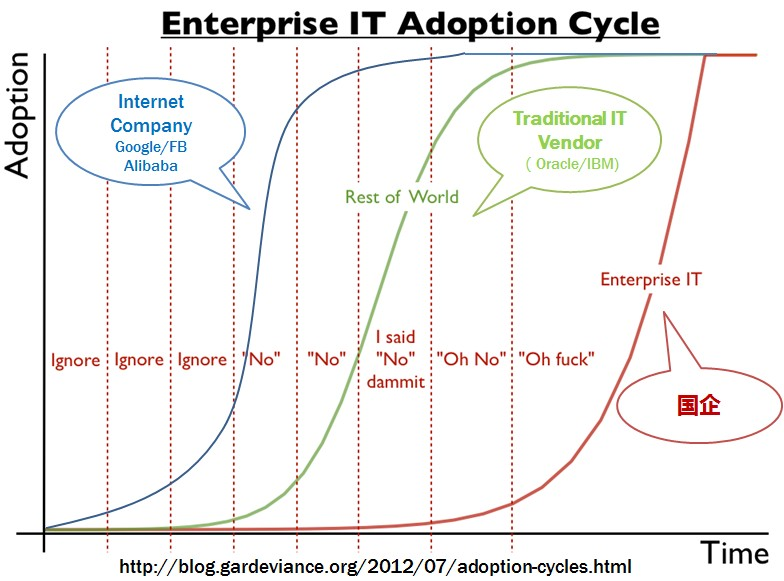 Enterprise IT Adoption Cycle
Adoption
Internet
Company
Google/FB
Alibaba
Traditional IT
Vendor
( Oracle/IBM)
Rest of World
Enterprise IT
Ignore
Ignore
Ignore
"No"
"No"
I said
"No"
dammit
"Oh No"
"Oh fuck"
国企
Time
http://blog.gardeviance.org/2012/07/adoption-cycles.html